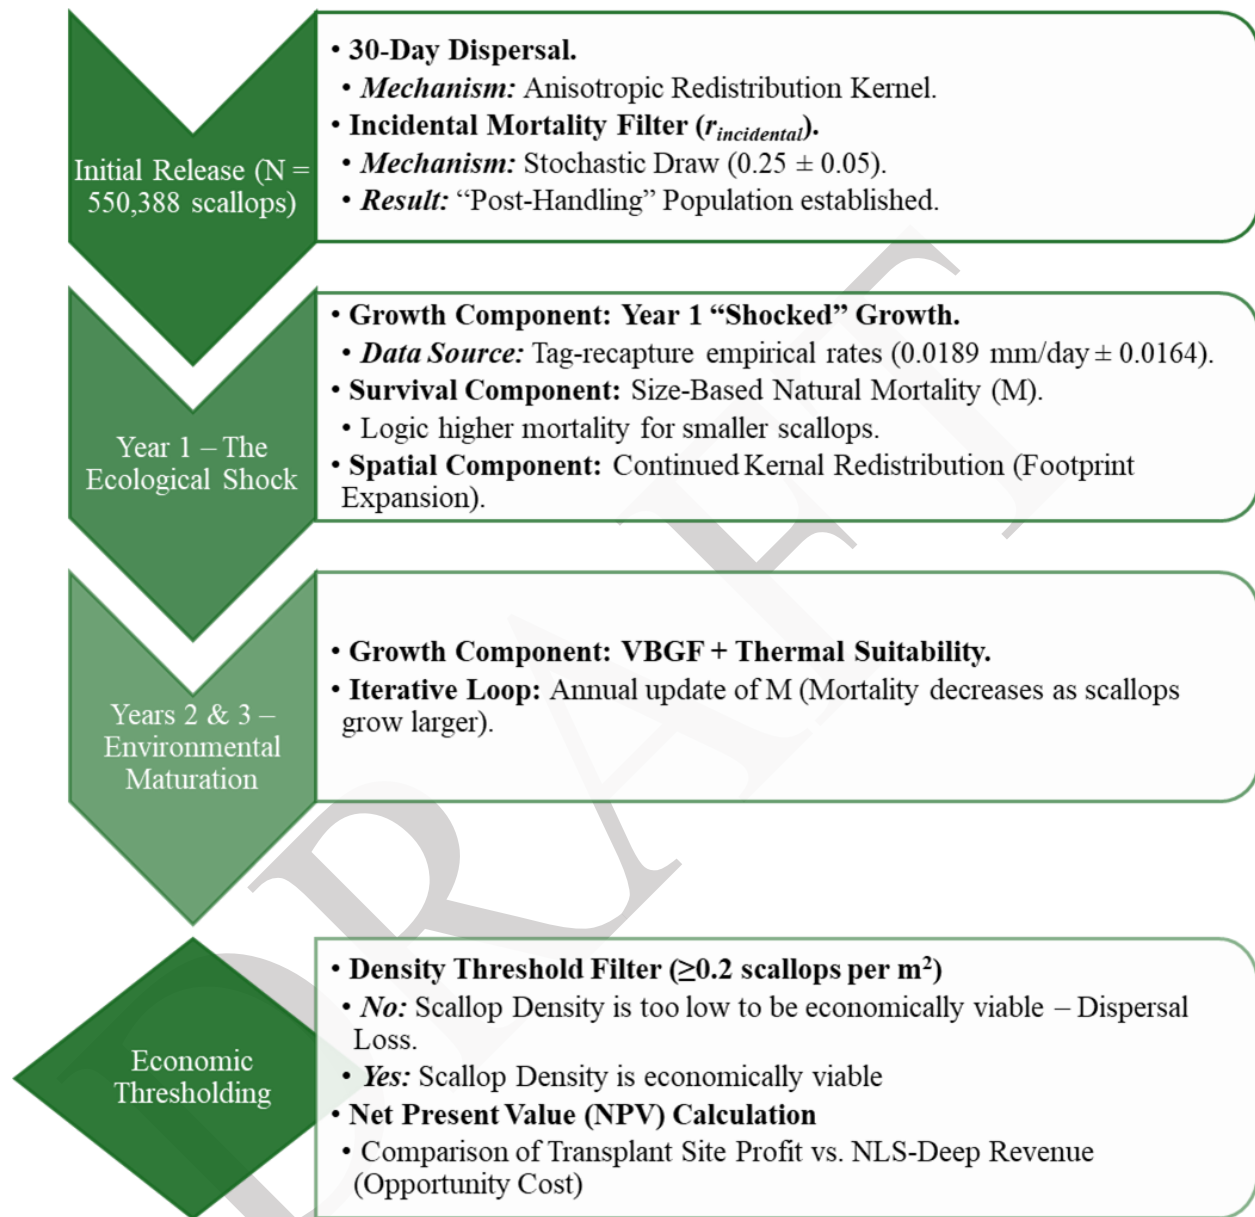 Initial Release (N =
550,388 scallops)
• 30-Day Dispersal.
• Mechanism: Anisotropic Redistribution Kernel.
• Incidental Mortality Filter (r_incidental).
• Mechanism: Stochastic Draw (0.25 ± 0.05).
• Result: “Post-Handling” Population established.
Year 1 – The
Ecological Shock
• Growth Component: Year 1 “Shocked” Growth.
• Data Source: Tag-recapture empirical rates (0.0189 mm/day ± 0.0164).
• Survival Component: Size-Based Natural Mortality (M).
• Logic higher mortality for smaller scallops.
• Spatial Component: Continued Kernal Redistribution (Footprint
Expansion).
Years 2 & 3 –
Environmental
Maturation
• Growth Component: VBGF + Thermal Suitability.
• Iterative Loop: Annual update of M (Mortality decreases as scallops
grow larger).
Economic
Thresholding
• Density Threshold Filter (≥0.2 scallops per m²)
• No: Scallop Density is too low to be economically viable – Dispersal
Loss.
• Yes: Scallop Density is economically viable
• Net Present Value (NPV) Calculation
• Comparison of Transplant Site Profit vs. NLS-Deep Revenue
(Opportunity Cost)
DRAFT